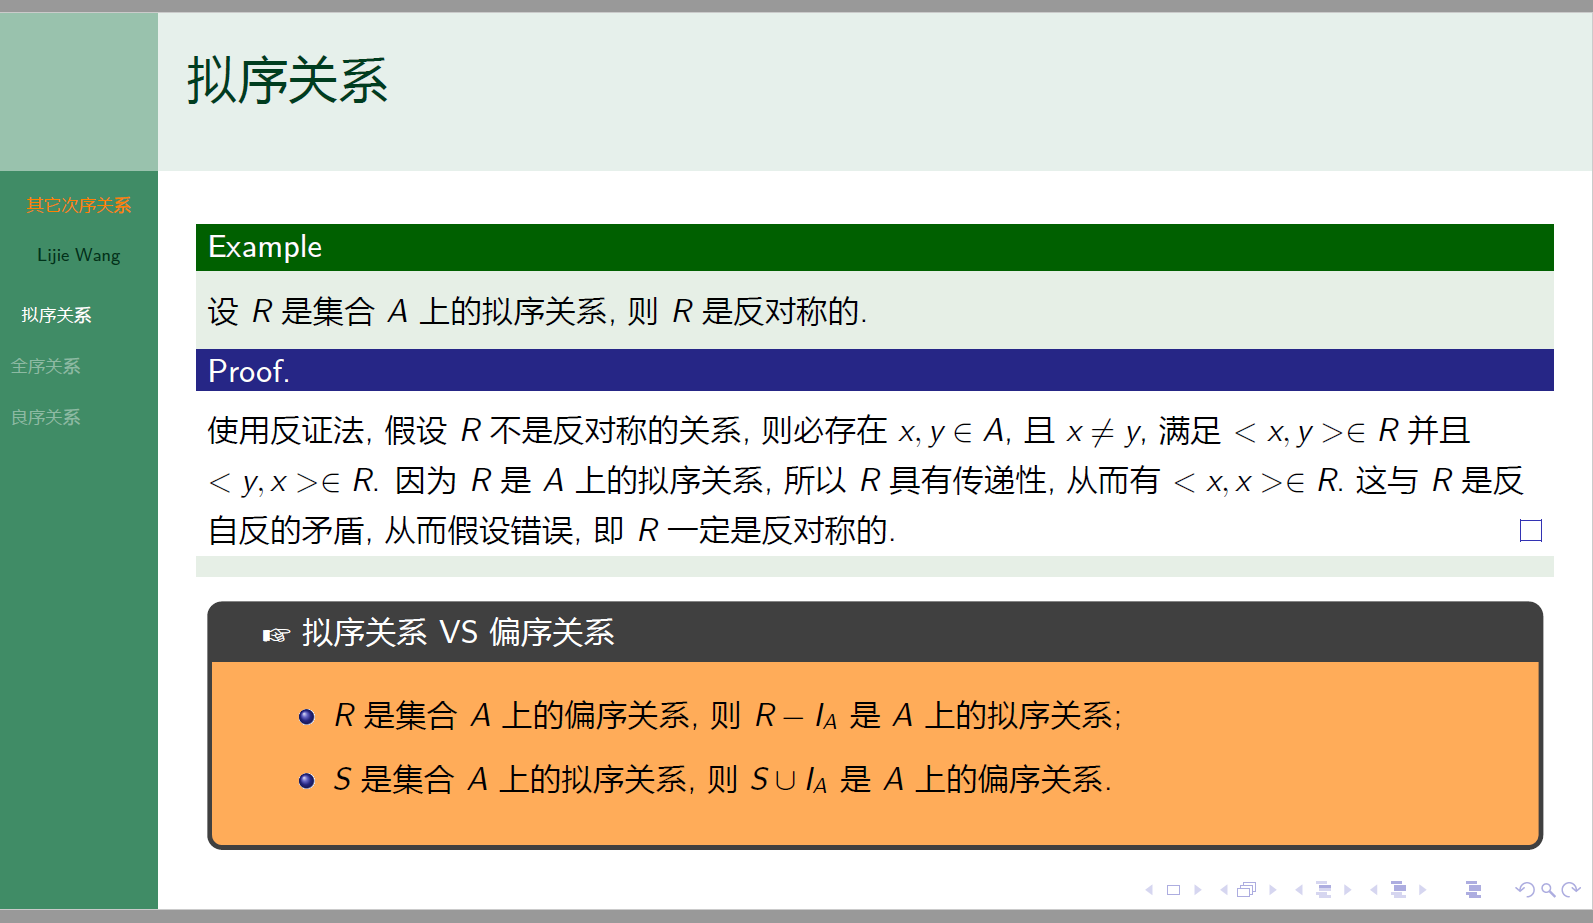 拟序关系
其它次序关系
Lijie Wang
拟序关系
全序关系
良序关系
Example
设 R 是集合 A 上的拟序关系, 则 R 是反对称的.
Proof.
使用反证法, 假设 R 不是反对称的关系, 则必存在 x, y ∈ A, 且 x ≠ y, 满足 < x, y >∈ R 并且
< y, x >∈ R. 因为 R 是 A 上的拟序关系, 所以 R 具有传递性, 从而有 < x, x >∈ R. 这与 R 是反
自反的矛盾, 从而假设错误, 即 R 一定是反对称的.
☞ 拟序关系 VS 偏序关系
R 是集合 A 上的偏序关系, 则 R − I_A 是 A 上的拟序关系;
S 是集合 A 上的拟序关系, 则 S ∪ I_A 是 A 上的偏序关系.